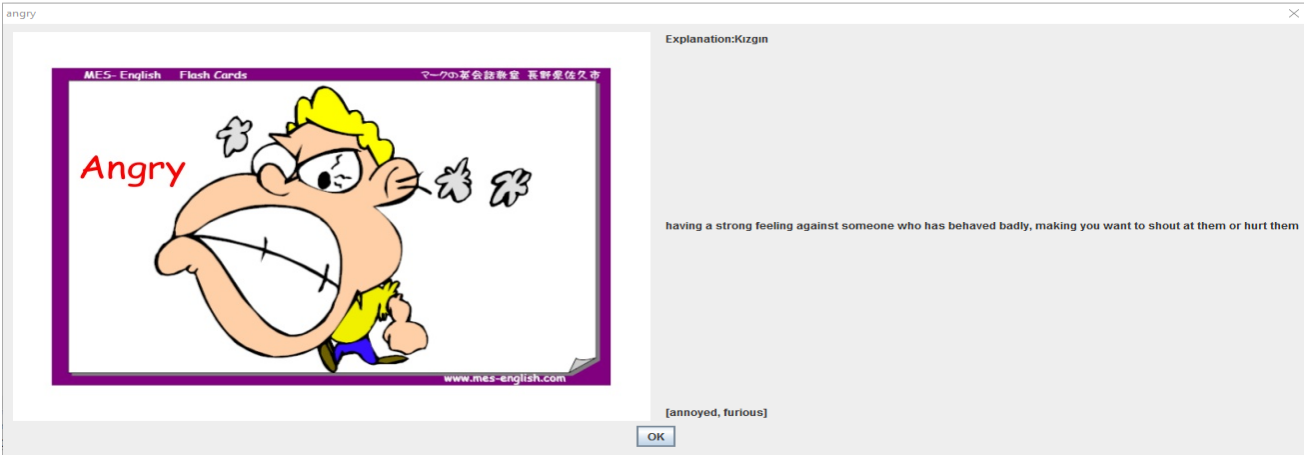 angry
MES-English Flash Cards マークの英会話教室 長野県佐久市
Angry
www.mes-english.com
Explanation:Kızgın
having a strong feeling against someone who has behaved badly, making you want to shout at them or hurt them
[annoyed, furious]
OK